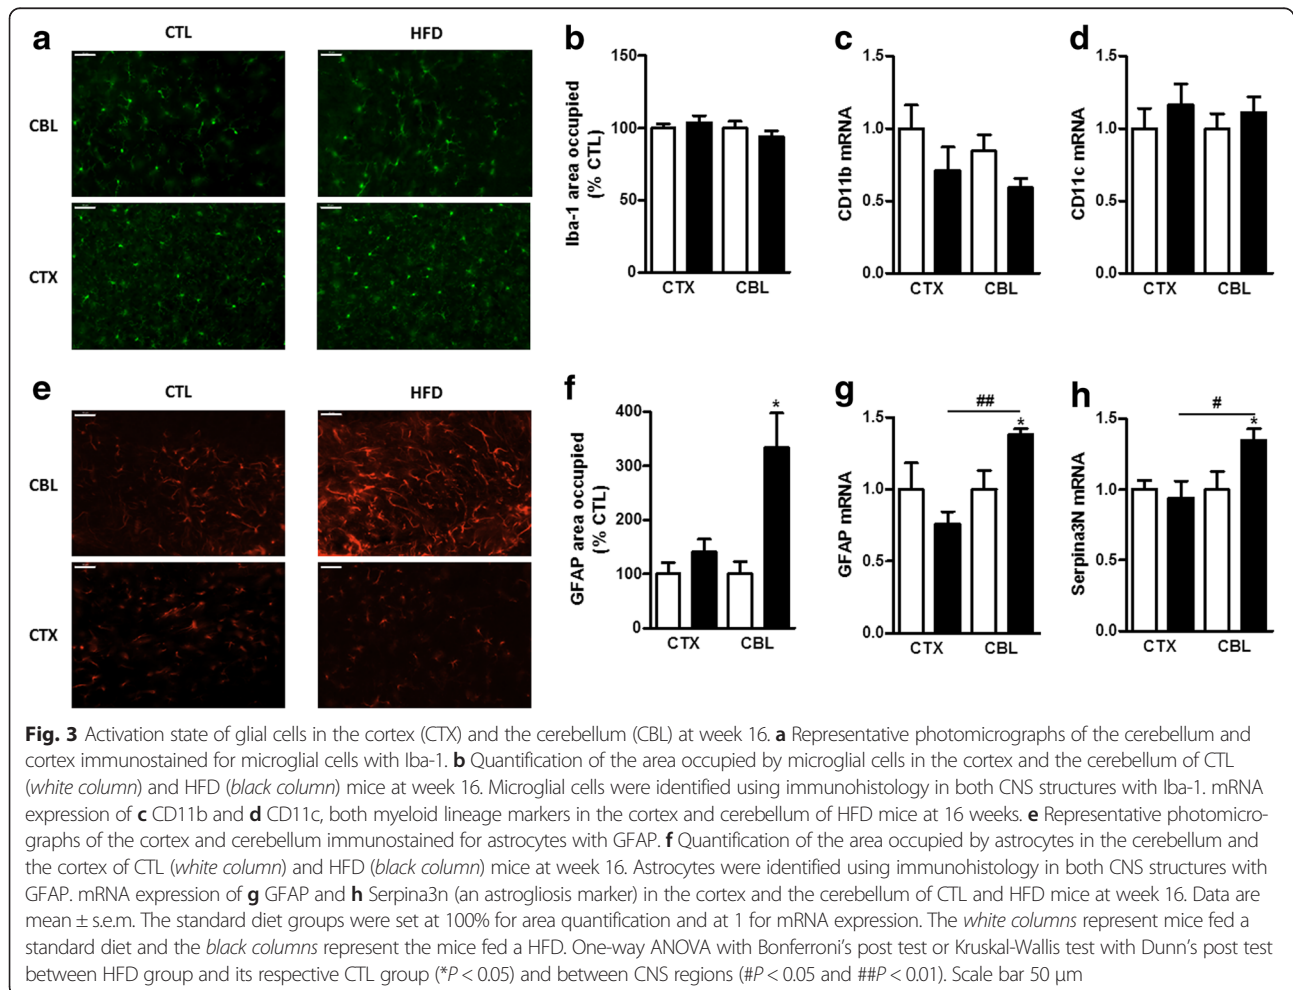 a
CTL
HFD
CBL
CTX
b
Iba-1 area occupied
(% CTL)
150
100
50
0
CTX
CBL
c
CD11b mRNA
1.5
1.0
0.5
0.0
CTX
CBL
d
CD11c mRNA
1.5
1.0
0.5
0.0
CTX
CBL
e
CTL
HFD
CBL
CTX
f
GFAP area occupied
(% CTL)
400
300
200
100
0
*
CTX
CBL
g
GFAP mRNA
1.5
1.0
0.5
0.0
##
*
CTX
CBL
h
Serpina3N mRNA
1.5
1.0
0.5
0.0
#
*
CTX
CBL
Fig. 3 Activation state of glial cells in the cortex (CTX) and the cerebellum (CBL) at week 16. a Representative photomicrographs of the cerebellum and
cortex immunostained for microglial cells with Iba-1. b Quantification of the area occupied by microglial cells in the cortex and the cerebellum of CTL
(white column) and HFD (black column) mice at week 16. Microglial cells were identified using immunohistology in both CNS structures with Iba-1. mRNA
expression of c CD11b and d CD11c, both myeloid lineage markers in the cortex and cerebellum of HFD mice at 16 weeks. e Representative photomicro-
graphs of the cortex and cerebellum immunostained for astrocytes with GFAP. f Quantification of the area occupied by astrocytes in the cerebellum and
the cortex of CTL (white column) and HFD (black column) mice at week 16. Astrocytes were identified using immunohistology in both CNS structures with
GFAP. mRNA expression of g GFAP and h Serpina3n (an astrogliosis marker) in the cortex and the cerebellum of CTL and HFD mice at week 16. Data are
mean ± s.e.m. The standard diet groups were set at 100% for area quantification and at 1 for mRNA expression. The white columns represent mice fed a
standard diet and the black columns represent the mice fed a HFD. One-way ANOVA with Bonferroni's post test or Kruskal-Wallis test with Dunn's post test
between HFD group and its respective CTL group (*P < 0.05) and between CNS regions (#P < 0.05 and ##P < 0.01). Scale bar 50 μm